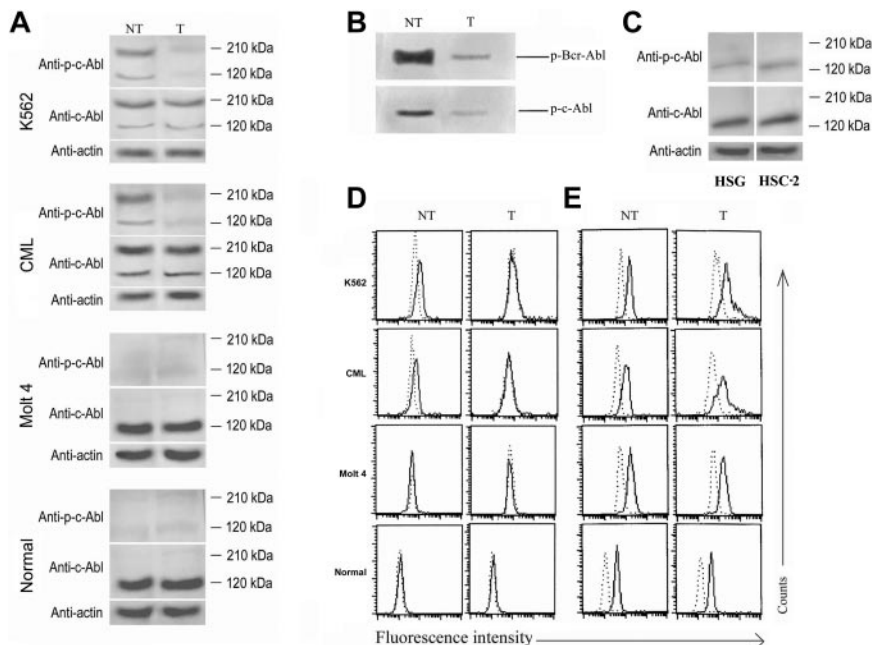 A
NT T
K562
Anti-p-c-Abl
210 kDa
120 kDa
Anti-c-Abl
210 kDa
120 kDa
Anti-actin
CML
Anti-p-c-Abl
210 kDa
120 kDa
Anti-c-Abl
210 kDa
120 kDa
Anti-actin
Molt 4
Anti-p-c-Abl
210 kDa
120 kDa
Anti-c-Abl
210 kDa
120 kDa
Anti-actin
Normal
Anti-p-c-Abl
210 kDa
120 kDa
Anti-c-Abl
210 kDa
120 kDa
Anti-actin
B
NT T
p-Bcr-Abl
p-c-Abl
C
Anti-p-c-Abl
210 kDa
120 kDa
Anti-c-Abl
210 kDa
120 kDa
Anti-actin
HSG HSC-2
D
NT T
E
NT T
K562
CML
Molt 4
Normal
Counts
Fluorescence intensity